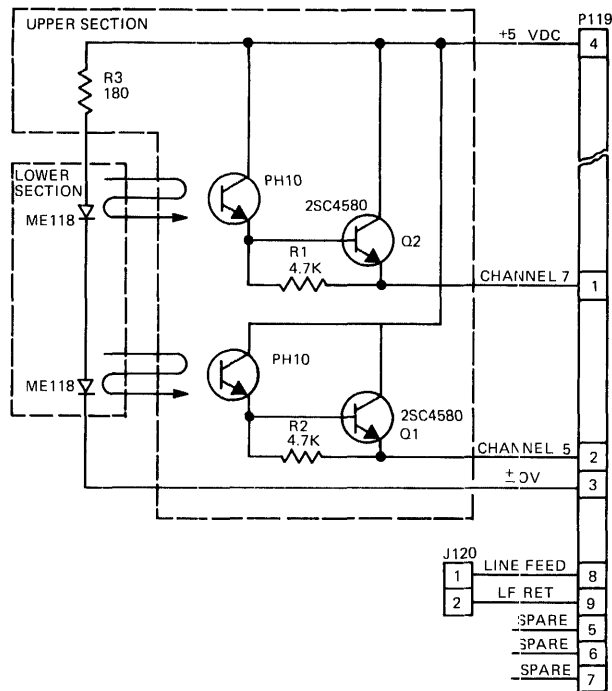 UPPER SECTION
P119
+5 VDC
4
R3
180
LOWER
SECTION
PH10
ME118
2SC4580
Q2
R1
4.7K
CHANNEL 7
1
PH10
ME118
2SC4580
Q1
R2
4.7K
CHANNEL 5
2
± 0V
3
J120
1
LINE FEED
8
2
LF RET
9
SPARE
5
SPARE
6
SPARE
7